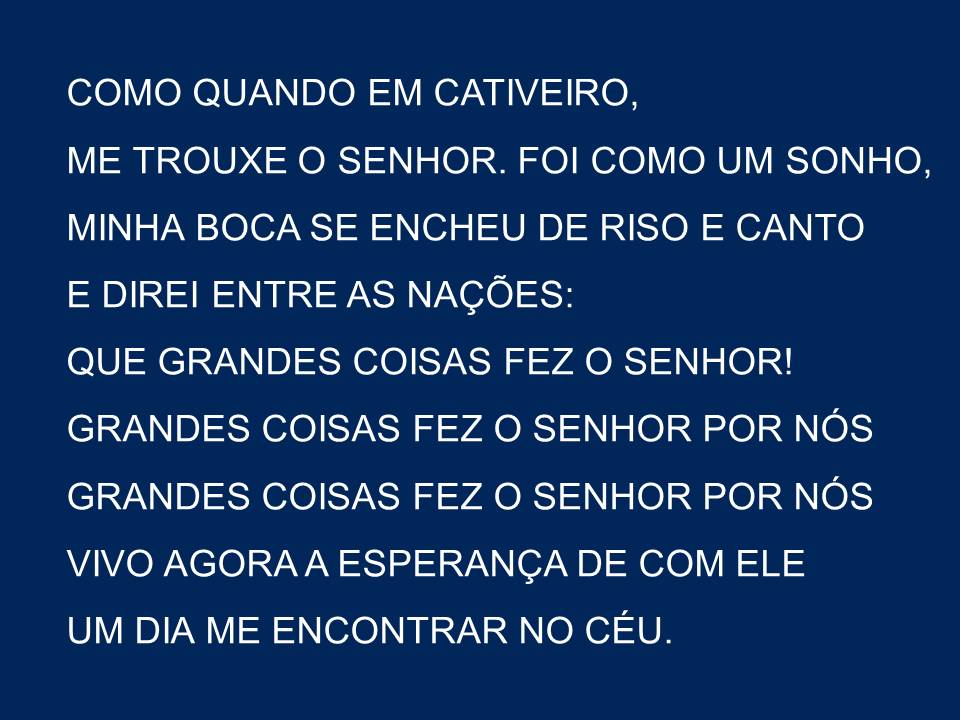 COMO QUANDO EM CATIVEIRO,
ME TROUXE O SENHOR. FOI COMO UM SONHO,
MINHA BOCA SE ENCHEU DE RISO E CANTO
E DIREI ENTRE AS NAÇÕES:
QUE GRANDES COISAS FEZ O SENHOR!
GRANDES COISAS FEZ O SENHOR POR NÓS
GRANDES COISAS FEZ O SENHOR POR NÓS
VIVO AGORA A ESPERANÇA DE COM ELE
UM DIA ME ENCONTRAR NO CÉU.